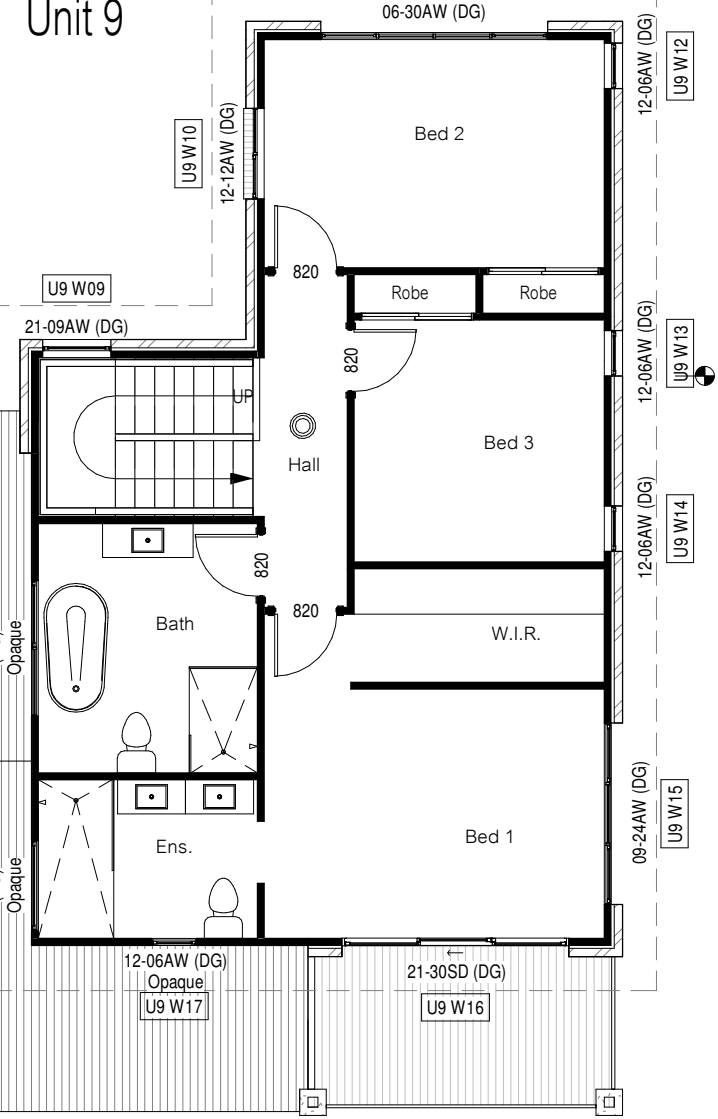 Unit 9
06-30AW (DG)
12-06AW (DG)
U9 W12
Bed 2
U9 W10
12-12AW (DG)
820
U9 W09
Robe
Robe
21-09AW (DG)
820
12-06AW (DG)
U9 W13
UP
Bed 3
Hall
12-06AW (DG)
U9 W14
820
820
Bath
W.I.R.
Opaque
09-24AW (DG)
U9 W15
Bed 1
Ens.
Opaque
12-06AW (DG)
Opaque
U9 W17
21-30SD (DG)
U9 W16